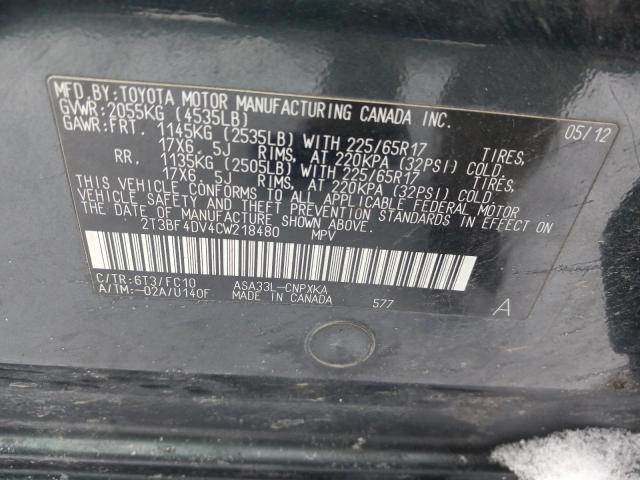 MFD.BY:TOYOTA MOTOR MANUFACTURING CANADA INC.
GVWR:2055KG (4535LB) 05/12
GAWR:FRT. 1145KG (2535LB) WITH 225/65R17 TIRES,
17X6.5J RIMS, AT 220KPA (32PSI) COLD.
RR. 1135KG (2505LB) WITH 225/65R17 TIRES,
17X6.5J RIMS, AT 220KPA (32PSI) COLD.
THIS VEHICLE CONFORMS TO ALL APPLICABLE FEDERAL MOTOR
VEHICLE SAFETY AND THEFT PREVENTION STANDARDS IN EFFECT ON
THE DATE OF MANUFACTURE SHOWN ABOVE.
2T3BF4DV4CW218480 MPV
C/TR:6T3/FC10 ASA33L-CNPXKA
A/TM:-02A/U140F MADE IN CANADA 577 A